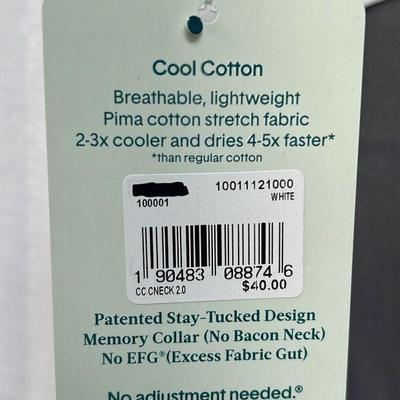 Cool Cotton
Breathable, lightweight
Pima cotton stretch fabric
2-3x cooler and dries 4-5x faster*
*than regular cotton
10011121000
100001 WHITE
1 90483 08874 6
CC CNECK 2.0 $40.00
Patented Stay-Tucked Design
Memory Collar (No Bacon Neck)
No EFG® (Excess Fabric Gut)
No adjustment needed.®